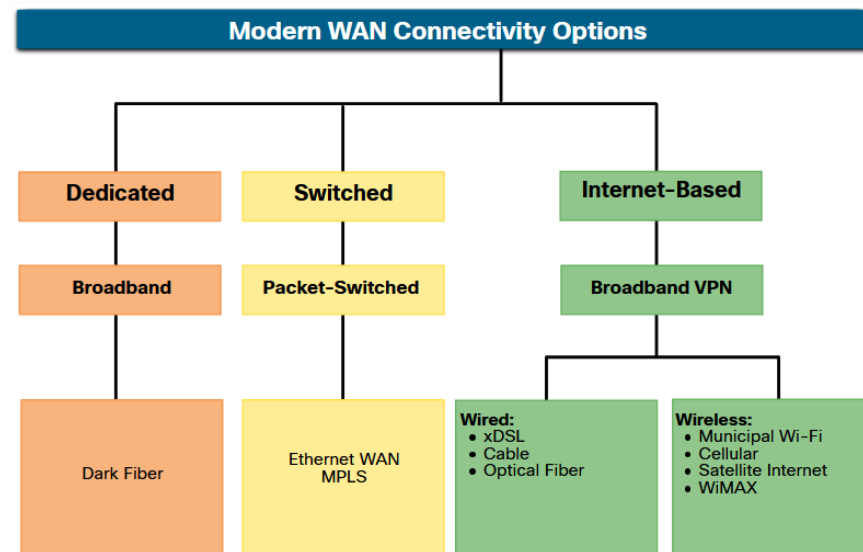 Modern WAN Connectivity Options
Dedicated
Switched
Internet-Based
Broadband
Packet-Switched
Broadband VPN
Dark Fiber
Ethernet WAN
MPLS
Wired:
• xDSL
• Cable
• Optical Fiber
Wireless:
• Municipal Wi-Fi
• Cellular
• Satellite Internet
• WiMAX